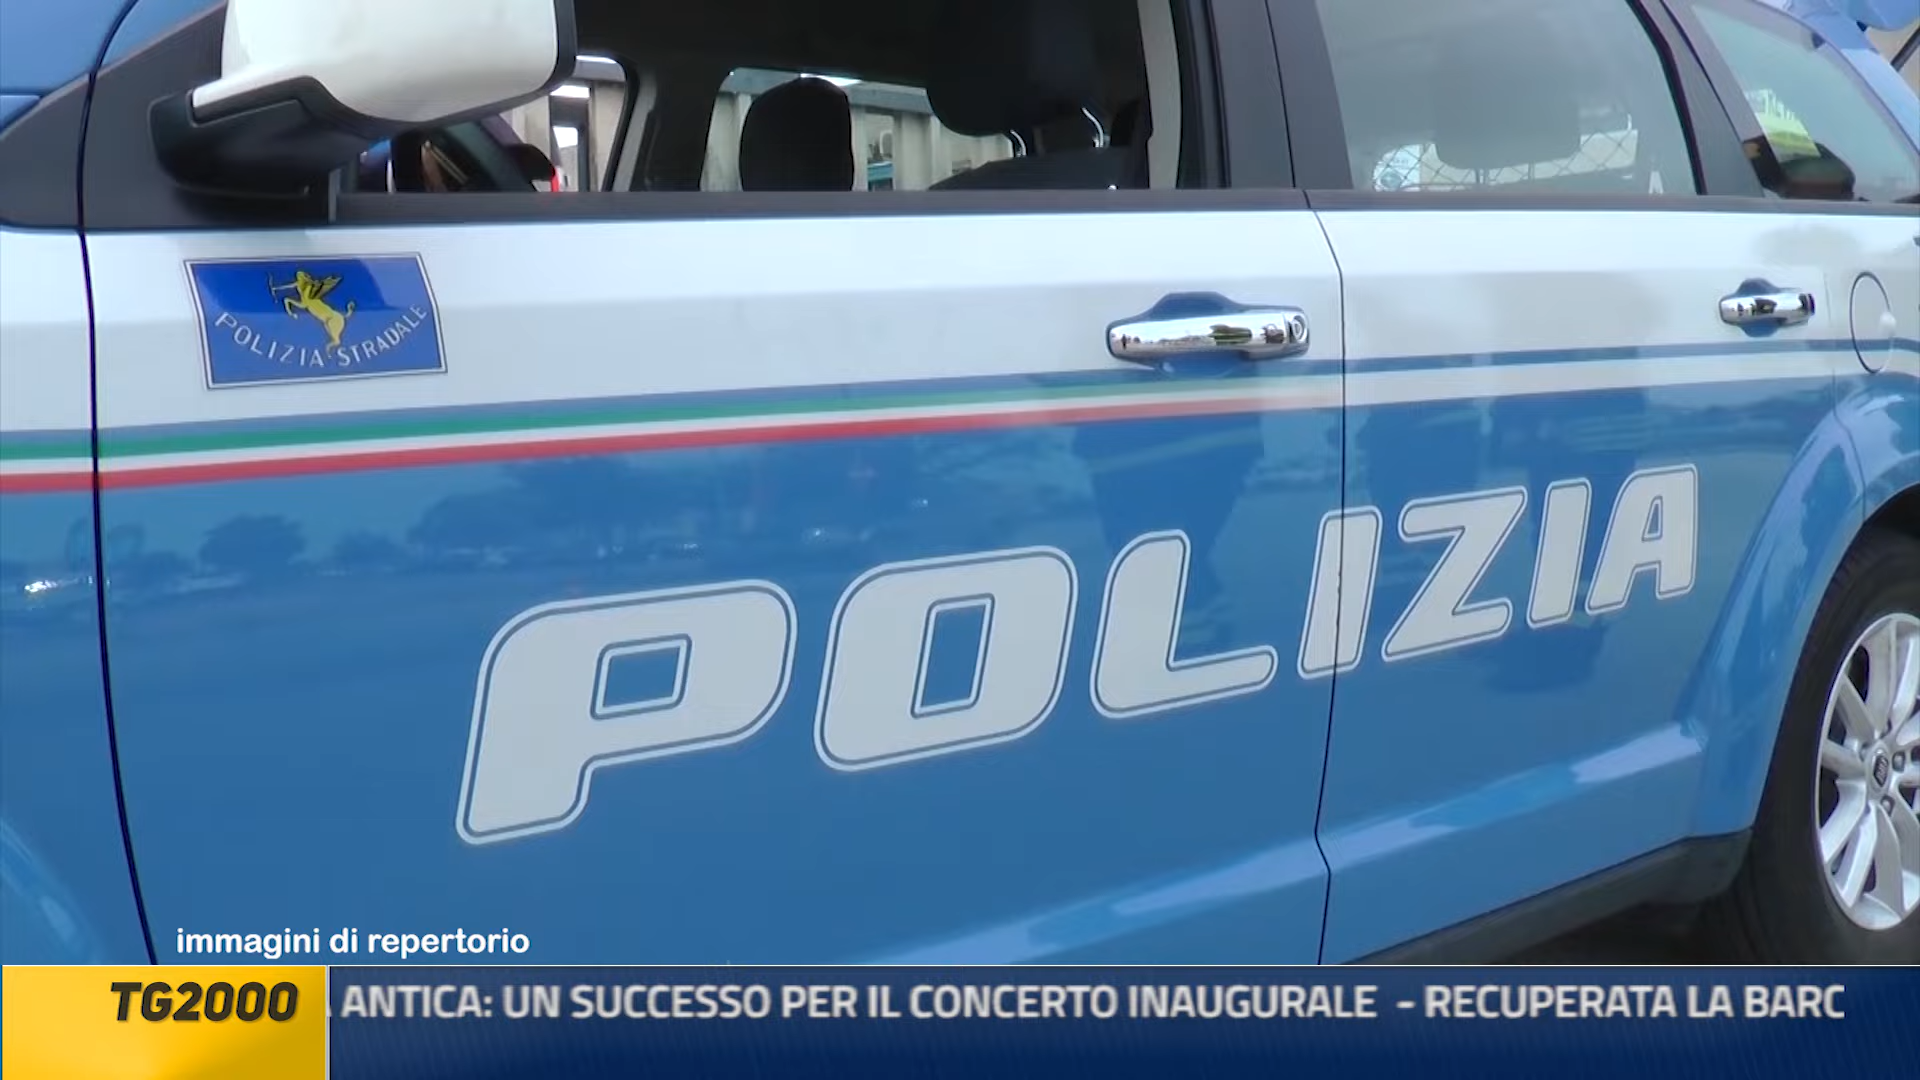 POLIZIA STRADALE
POLIZIA
immagini di repertorio
TG2000
ANTICA: UN SUCCESSO PER IL CONCERTO INAUGURALE - RECUPERATA LA BARC